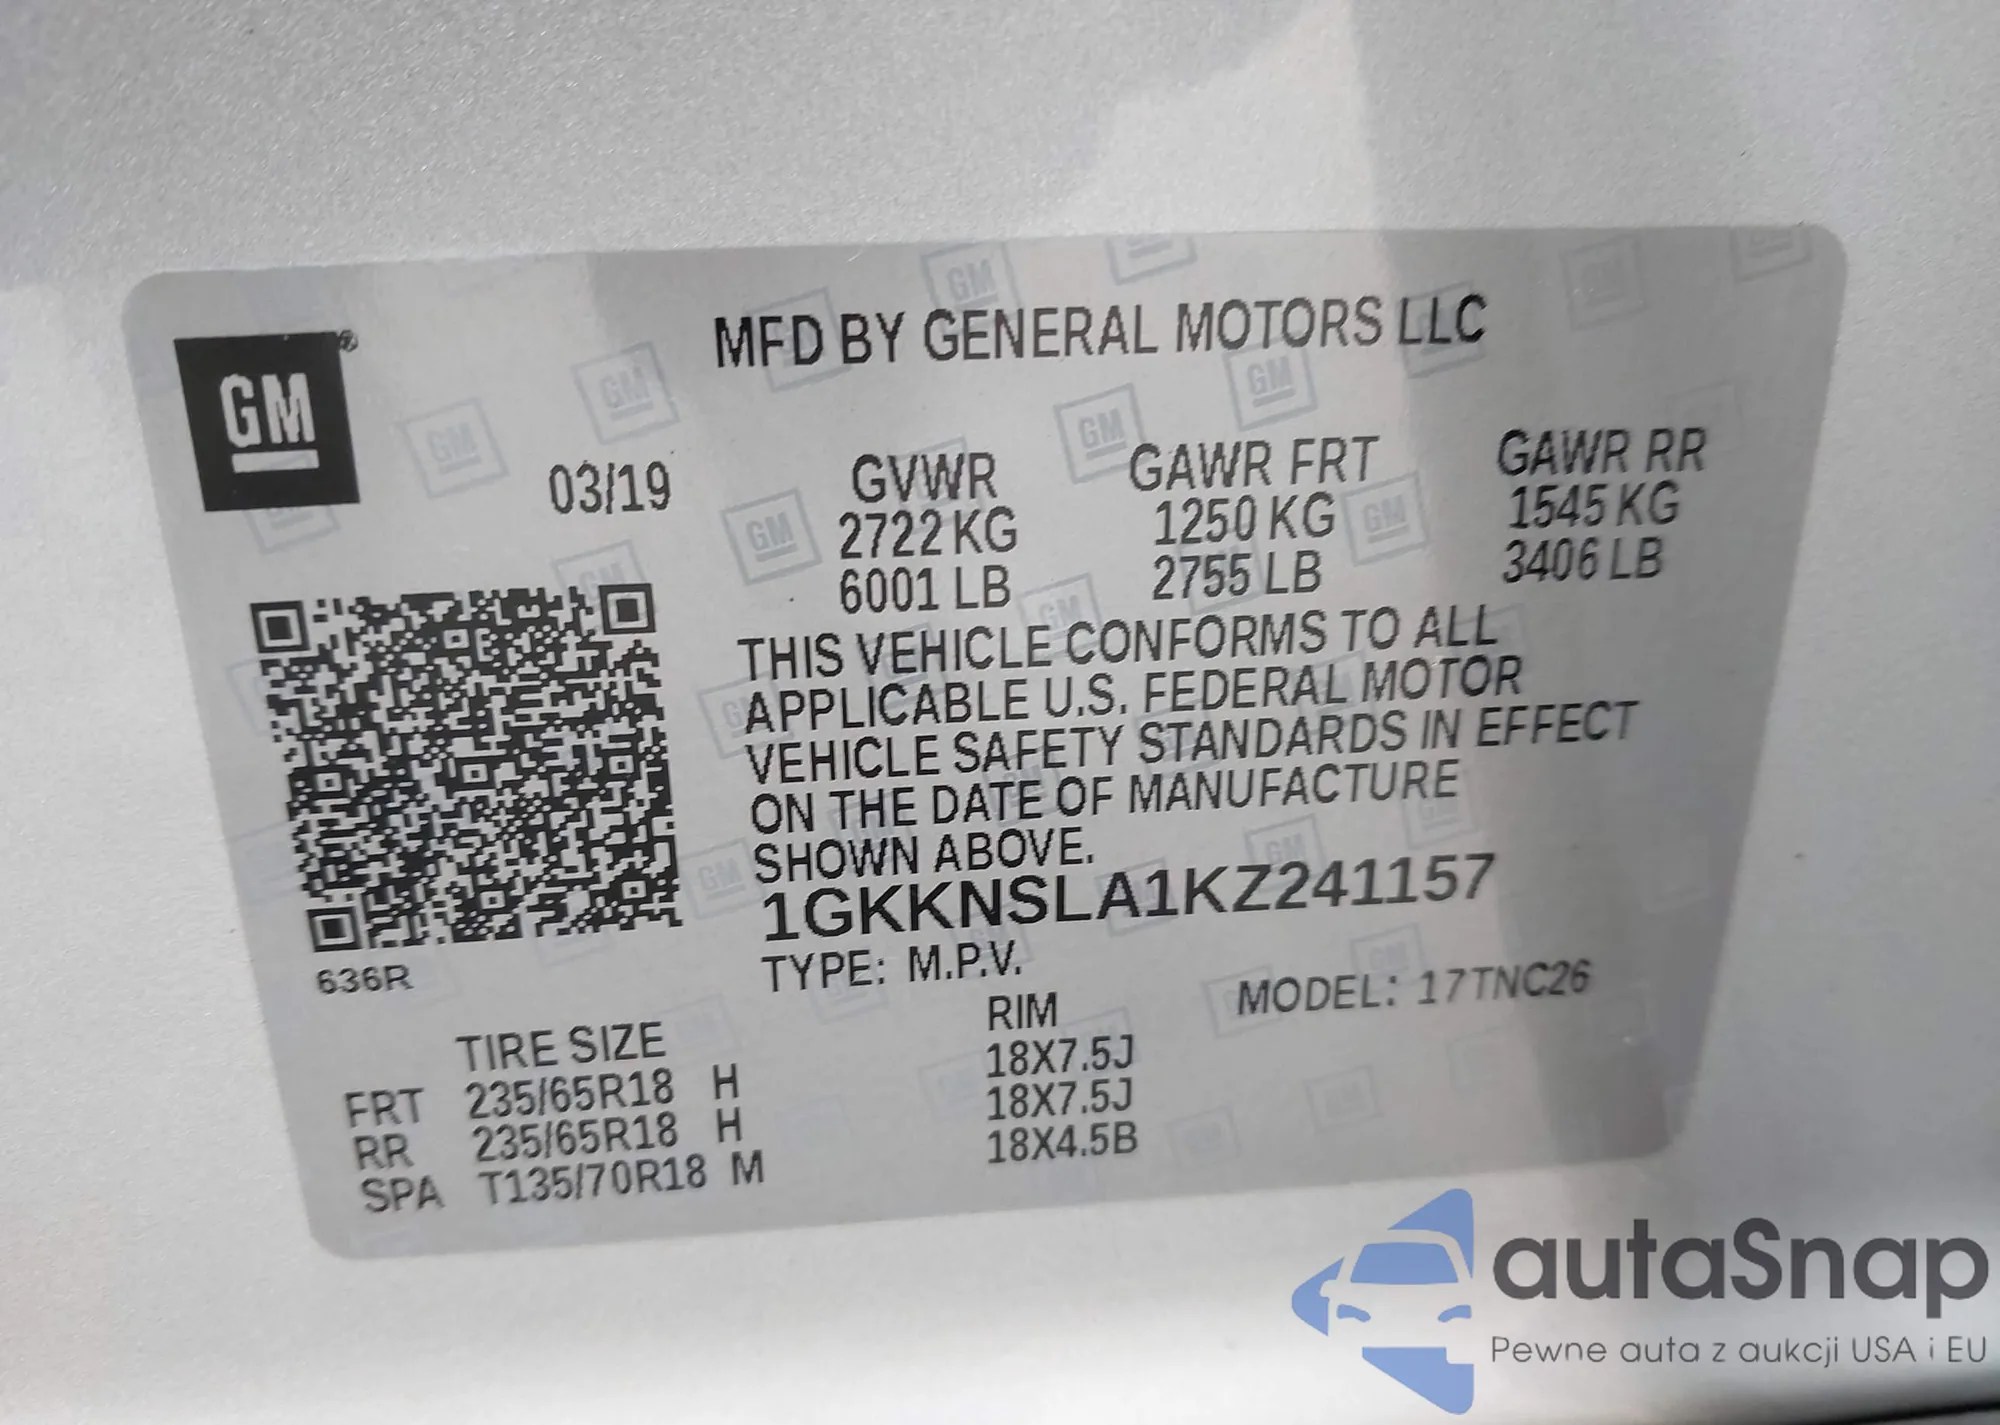 GM®
MFD BY GENERAL MOTORS LLC
03/19
GVWR
2722 KG
6001 LB
GAWR FRT
1250 KG
2755 LB
GAWR RR
1545 KG
3406 LB
THIS VEHICLE CONFORMS TO ALL
APPLICABLE U.S. FEDERAL MOTOR
VEHICLE SAFETY STANDARDS IN EFFECT
ON THE DATE OF MANUFACTURE
SHOWN ABOVE.
1GKKNSLA1KZ241157
TYPE: M.P.V.
MODEL: 17TNC26
636R
TIRE SIZE RIM
FRT 235/65R18 H 18X7.5J
RR 235/65R18 H 18X7.5J
SPA T135/70R18 M 18X4.5B
autaSnap
Pewne auta z aukcji USA i EU